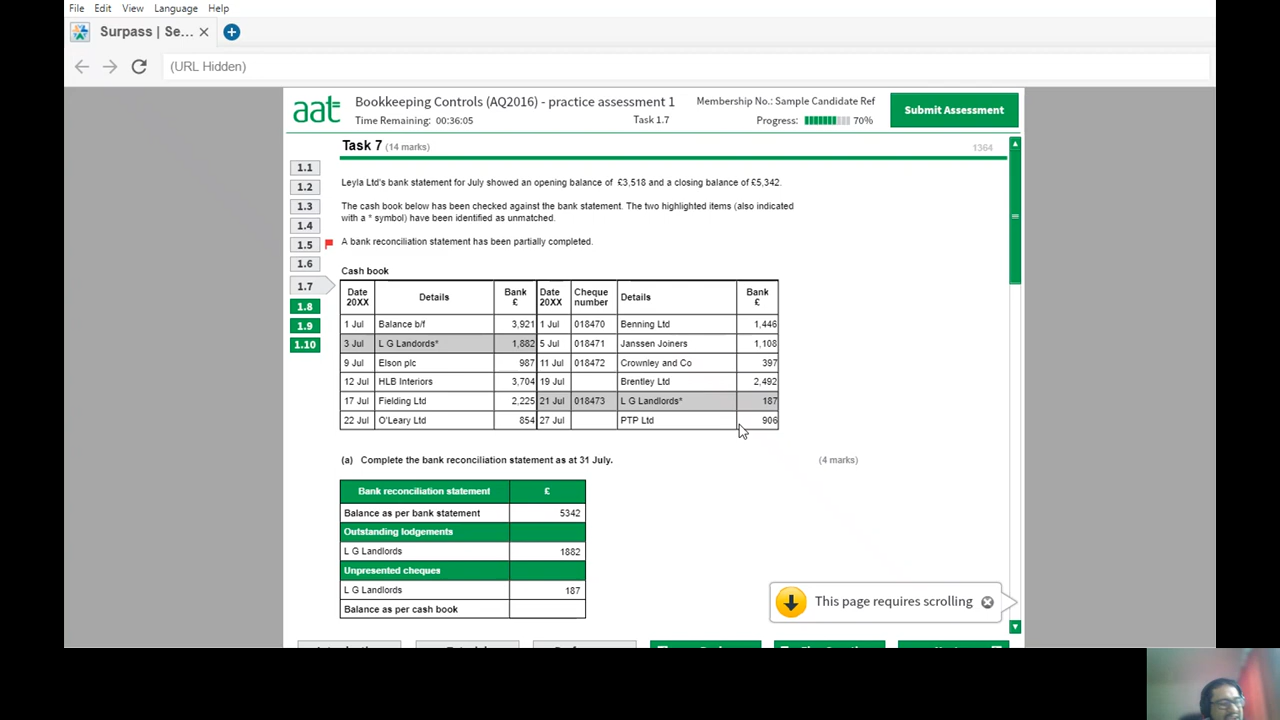 File Edit View Language Help
Surpass | Se...
(URL Hidden)
aat
Bookkeeping Controls (AQ2016) - practice assessment 1
Membership No.: Sample Candidate Ref
Submit Assessment
Time Remaining: 00:36:05
Task 1.7
Progress: 70%
Task 7 (14 marks)
1364
1.1
1.2
1.3
1.4
1.5
1.6
1.7
1.8
1.9
1.10
Leyla Ltd's bank statement for July showed an opening balance of £3,518 and a closing balance of £5,342.
The cash book below has been checked against the bank statement. The two highlighted items (also indicated
with a * symbol) have been identified as unmatched.
A bank reconciliation statement has been partially completed.
Cash book
Date 20XX Details Bank £ Date 20XX Cheque number Details Bank £
1 Jul Balance b/f 3,921 1 Jul 018470 Benning Ltd 1,446
3 Jul L G Landords* 1,882 5 Jul 018471 Janssen Joiners 1,108
9 Jul Elson plc 987 11 Jul 018472 Crownley and Co 397
12 Jul HLB Interiors 3,704 19 Jul Brentley Ltd 2,492
17 Jul Fielding Ltd 2,225 21 Jul 018473 L G Landlords* 187
22 Jul O'Leary Ltd 854 27 Jul PTP Ltd 906
(a) Complete the bank reconciliation statement as at 31 July. (4 marks)
Bank reconciliation statement £
Balance as per bank statement 5342
Outstanding lodgements
L G Landlords 1882
Unpresented cheques
L G Landlords 187
Balance as per cash book
This page requires scrolling